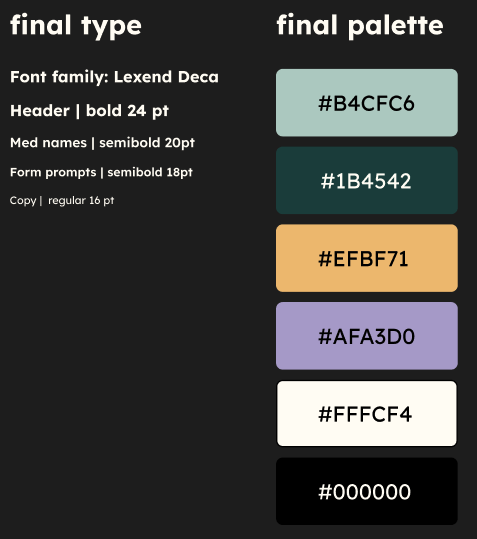 final type
Font family: Lexend Deca
Header | bold 24 pt
Med names | semibold 20pt
Form prompts | semibold 18pt
Copy | regular 16 pt
final palette
#B4CFC6
#1B4542
#EFBF71
#AFA3D0
#FFFCF4
#000000